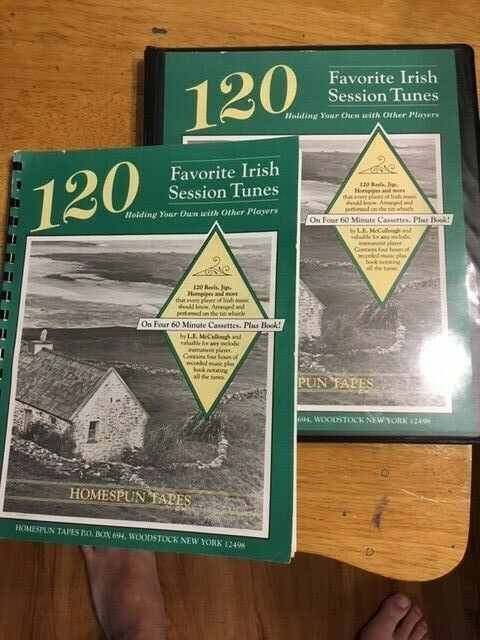 120
Favorite Irish
Session Tunes
Holding Your Own with Other Players
120 Reels, Jigs,
Hornpipes and more
that every player of Irish music
should know. Arranged and
performed on the tin whistle
On Four 60 Minute Cassettes. Plus Book!
by L.E. McCullough and
valuable for any melodic
instrument player.
Contains four hours of
recorded music plus
book notating
all the tunes.
HOMESPUN TAPES
HOMESPUN TAPES P.O. BOX 694, WOODSTOCK NEW YORK 12498
120
Favorite Irish
Session Tunes
Holding Your Own with Other Players
120 Reels, Jigs,
Hornpipes and more
that every player of Irish music
should know. Arranged and
performed on the tin whistle
On Four 60 Minute Cassettes. Plus Book!
by L.E. McCullough and
valuable for any melodic
instrument player.
Contains four hours of
recorded music plus
book notating
all the tunes.
SPUN TAPES
694, WOODSTOCK NEW YORK 12498